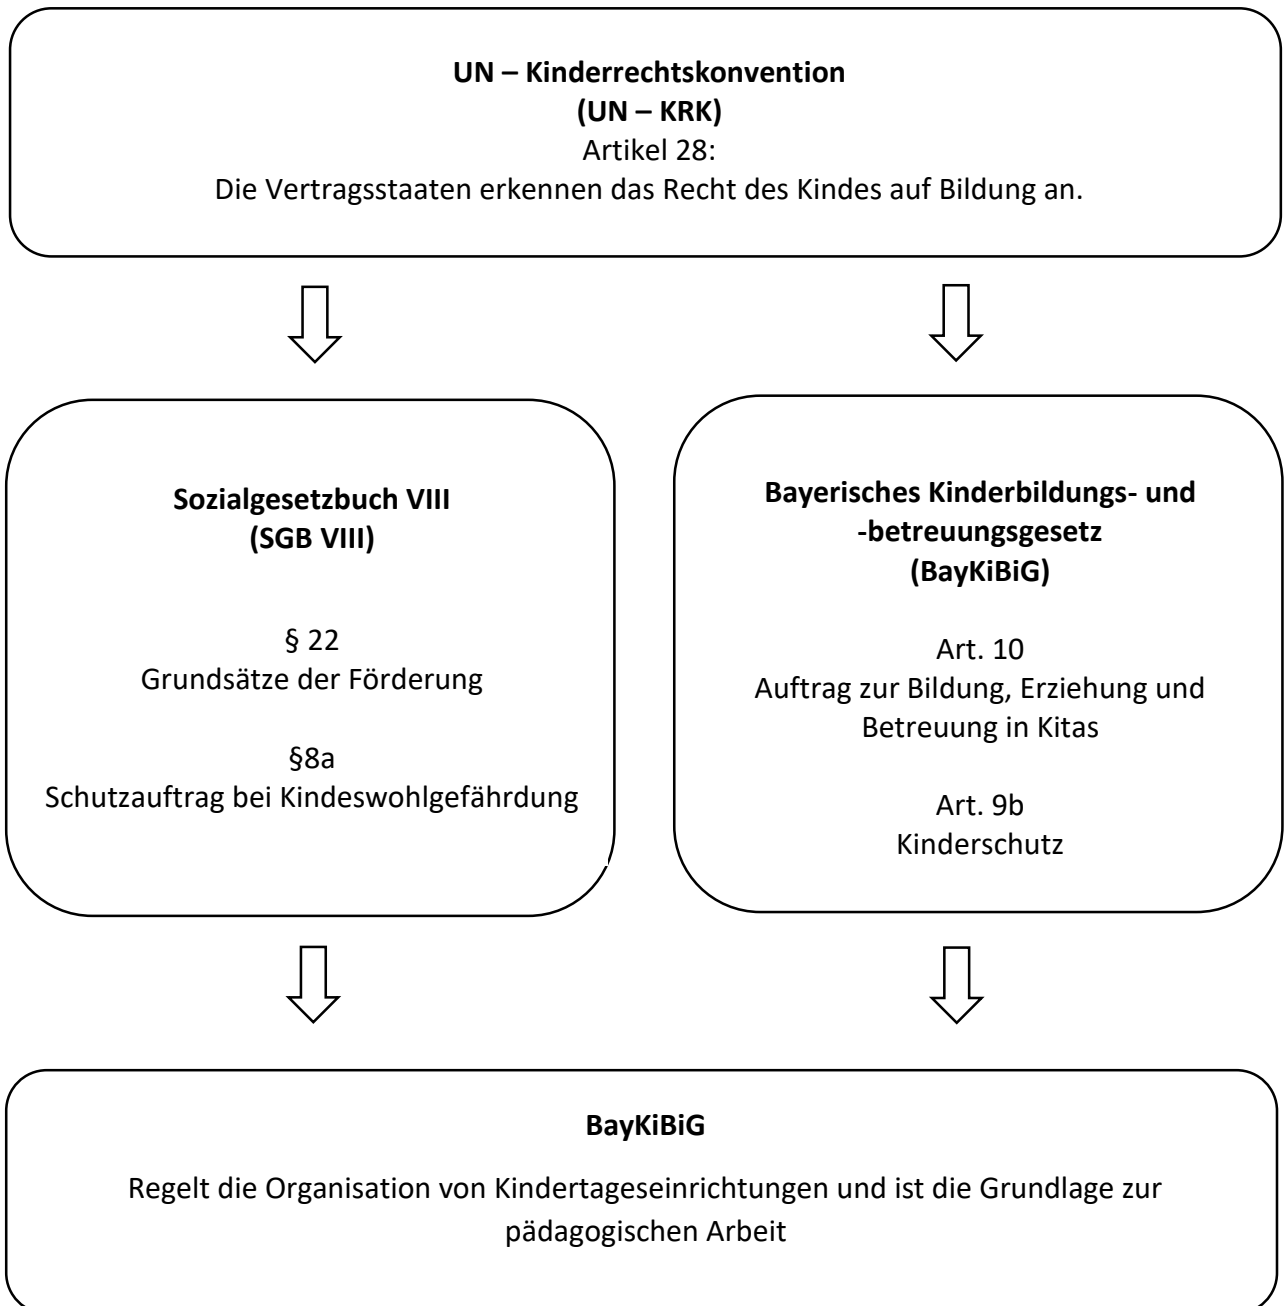 UN – Kinderrechtskonvention
(UN – KRK)
Artikel 28:
Die Vertragsstaaten erkennen das Recht des Kindes auf Bildung an.
Sozialgesetzbuch VIII
(SGB VIII)
§ 22
Grundsätze der Förderung
§8a
Schutzauftrag bei Kindeswohlgefährdung
Bayerisches Kinderbildungs- und
-betreuungsgesetz
(BayKiBiG)
Art. 10
Auftrag zur Bildung, Erziehung und
Betreuung in Kitas
Art. 9b
Kinderschutz
BayKiBiG
Regelt die Organisation von Kindertageseinrichtungen und ist die Grundlage zur
pädagogischen Arbeit